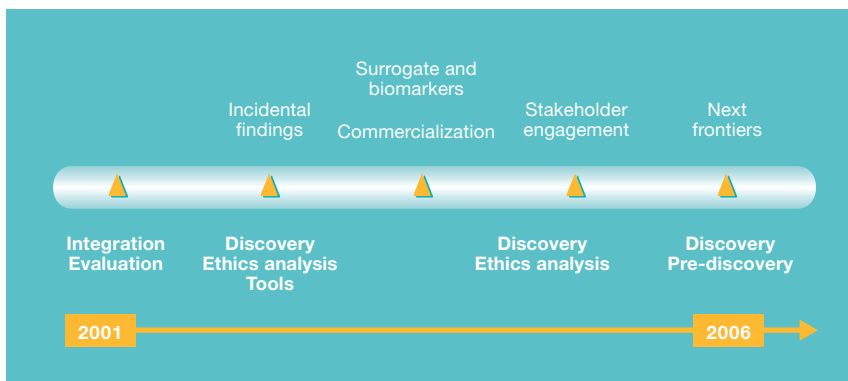 Surrogate and
biomarkers
Incidental
findings
Commercialization
Stakeholder
engagement
Next
frontiers
Integration
Evaluation
Discovery
Ethics analysis
Tools
Discovery
Ethics analysis
Discovery
Pre-discovery
2001
2006